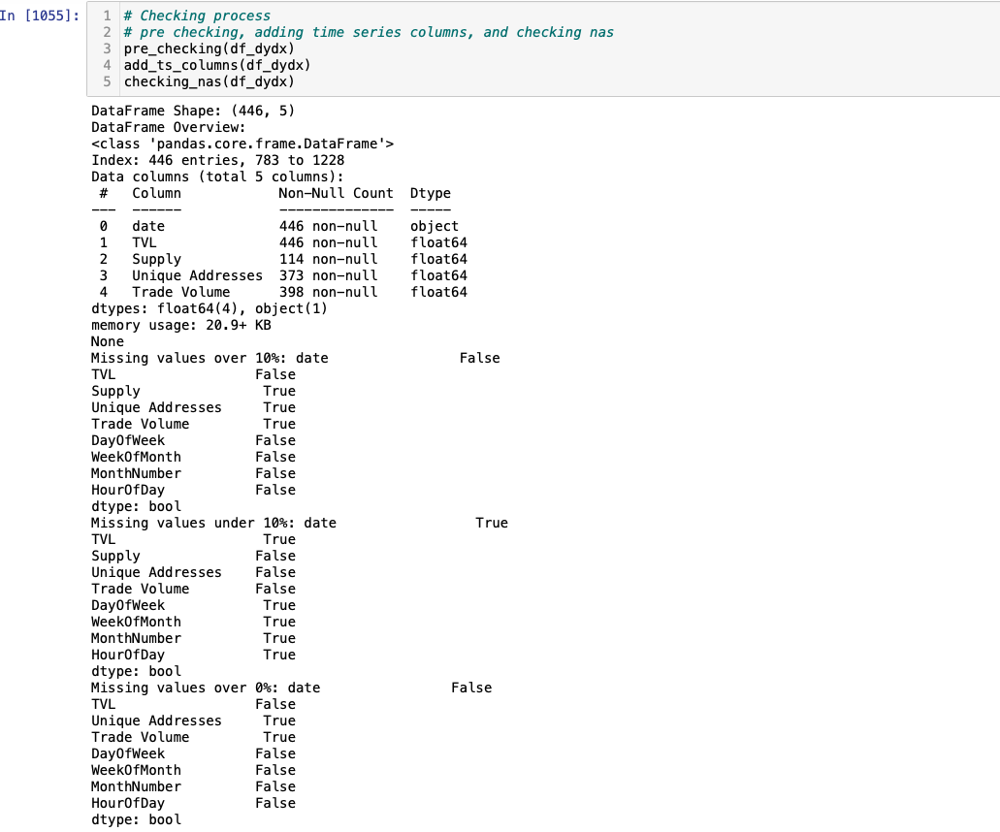 In [1055]:
1 # Checking process
2 # pre checking, adding time series columns, and checking nas
3 pre_checking(df_dydx)
4 add_ts_columns(df_dydx)
5 checking_nas(df_dydx)
DataFrame Shape: (446, 5)
DataFrame Overview:
<class 'pandas.core.frame.DataFrame'>
Index: 446 entries, 783 to 1228
Data columns (total 5 columns):
 #   Column            Non-Null Count  Dtype
---  ------            --------------  -----
 0   date              446 non-null    object
 1   TVL               446 non-null    float64
 2   Supply            114 non-null    float64
 3   Unique Addresses  373 non-null    float64
 4   Trade Volume      398 non-null    float64
dtypes: float64(4), object(1)
memory usage: 20.9+ KB
None
Missing values over 10%: date                False
TVL                 False
Supply               True
Unique Addresses     True
Trade Volume         True
DayOfWeek           False
WeekOfMonth         False
MonthNumber         False
HourOfDay           False
dtype: bool
Missing values under 10%: date                 True
TVL                  True
Supply              False
Unique Addresses    False
Trade Volume        False
DayOfWeek            True
WeekOfMonth          True
MonthNumber          True
HourOfDay            True
dtype: bool
Missing values over 0%: date                False
TVL                 False
Unique Addresses     True
Trade Volume         True
DayOfWeek           False
WeekOfMonth         False
MonthNumber         False
HourOfDay           False
dtype: bool